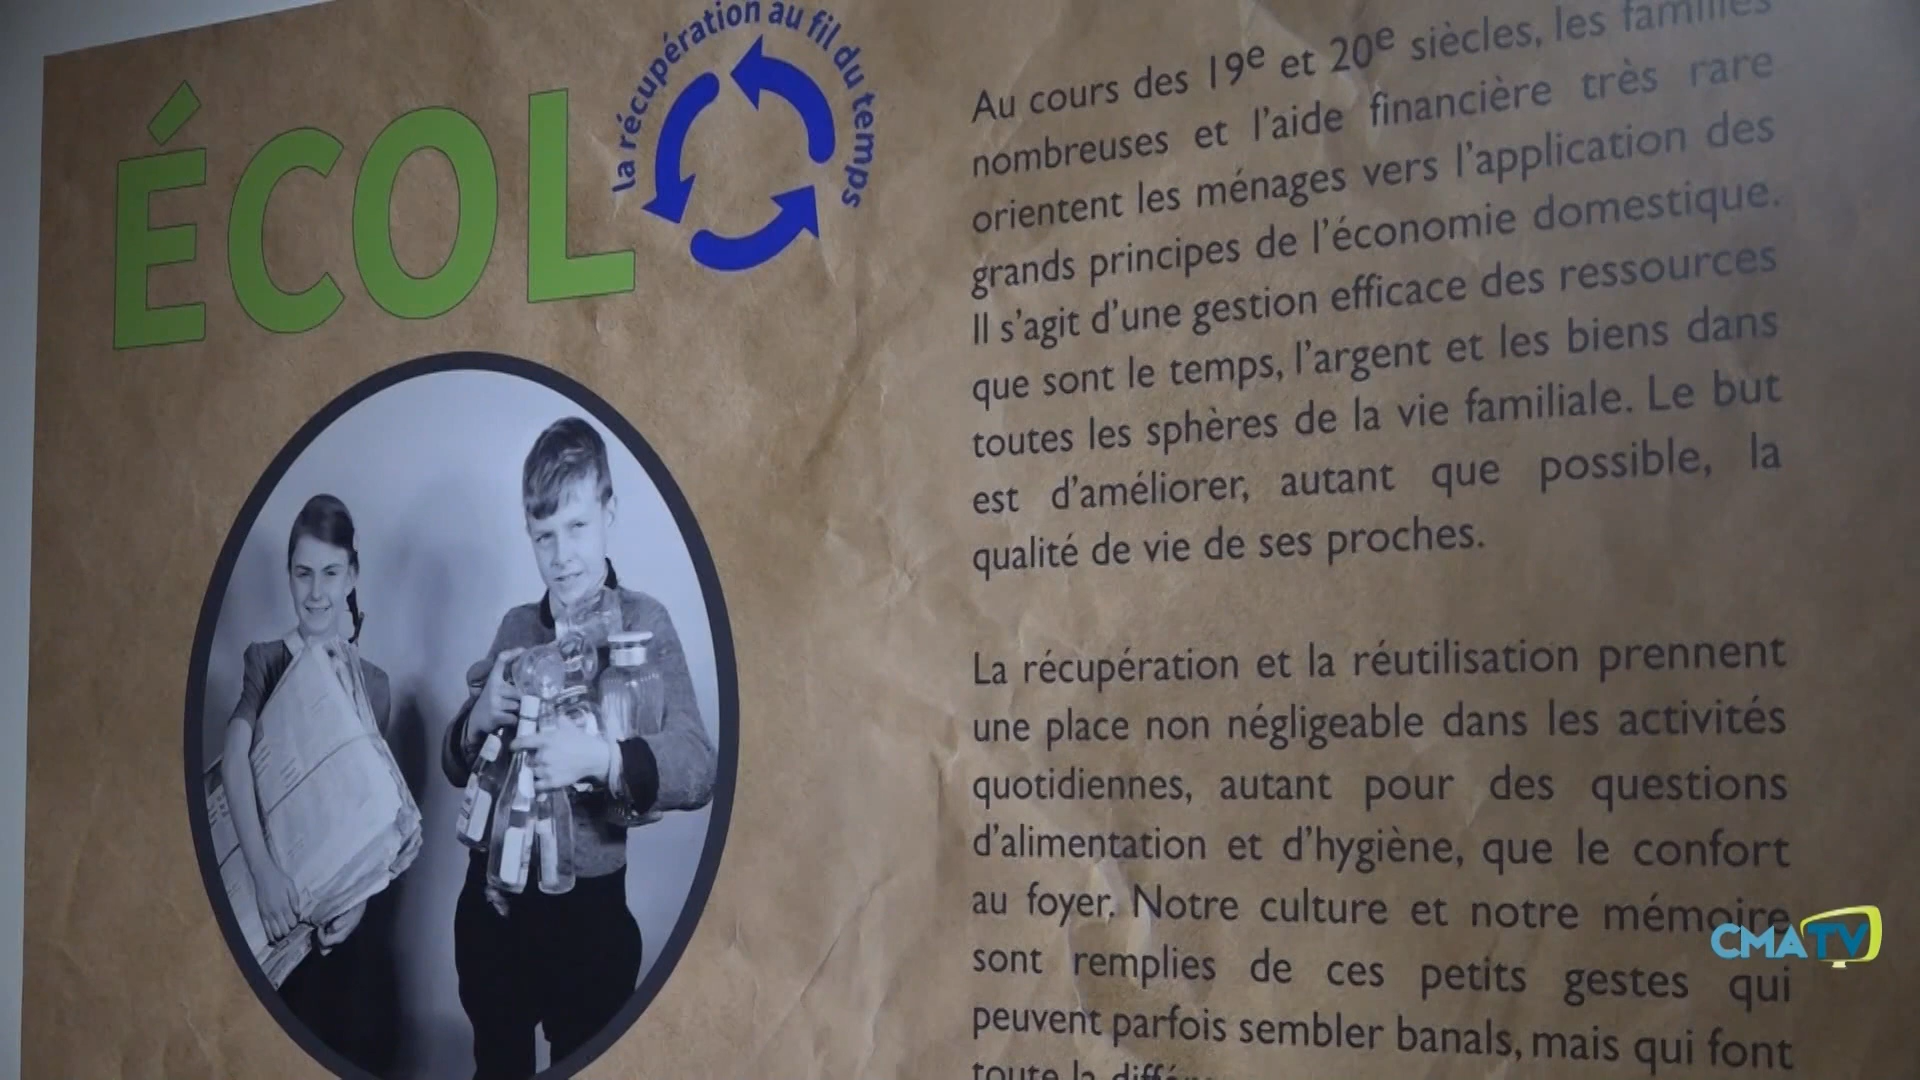 ÉCOL
la récupération au fil du temps
Au cours des 19e et 20e siècles, les familles
nombreuses et l'aide financière très rare
orientent les ménages vers l'application des
grands principes de l'économie domestique.
Il s'agit d'une gestion efficace des ressources
que sont le temps, l'argent et les biens dans
toutes les sphères de la vie familiale. Le but
est d'améliorer, autant que possible, la
qualité de vie de ses proches.
La récupération et la réutilisation prennent
une place non négligeable dans les activités
quotidiennes, autant pour des questions
d'alimentation et d'hygiène, que le confort
au foyer. Notre culture et notre mémoire
sont remplies de ces petits gestes qui
peuvent parfois sembler banals, mais qui font
toute la
CMATV